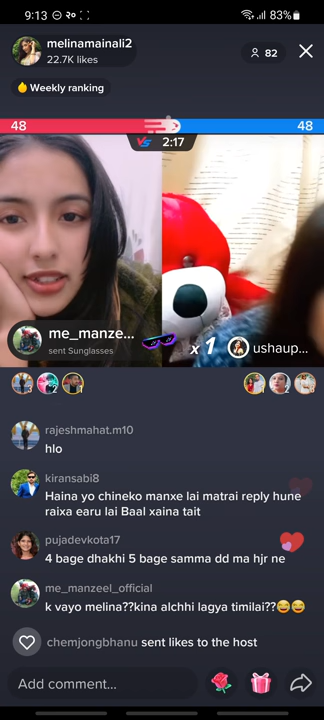 9:13
83%
melinamainali2
22.7K likes
82
Weekly ranking
48
48
VS 2:17
me_manze...
sent Sunglasses
x 1
ushaup...
rajeshmahat.m10
hlo
kiransabi8
Haina yo chineko manxe lai matrai reply hune
raixa earu lai Baal xaina tait
pujadevkota17
4 bage dhakhi 5 bage samma dd ma hjr ne
me_manzeel_official
k vayo melina??kina alchhi lagya timilai??😂😂
chemjongbhanu sent likes to the host
Add comment...